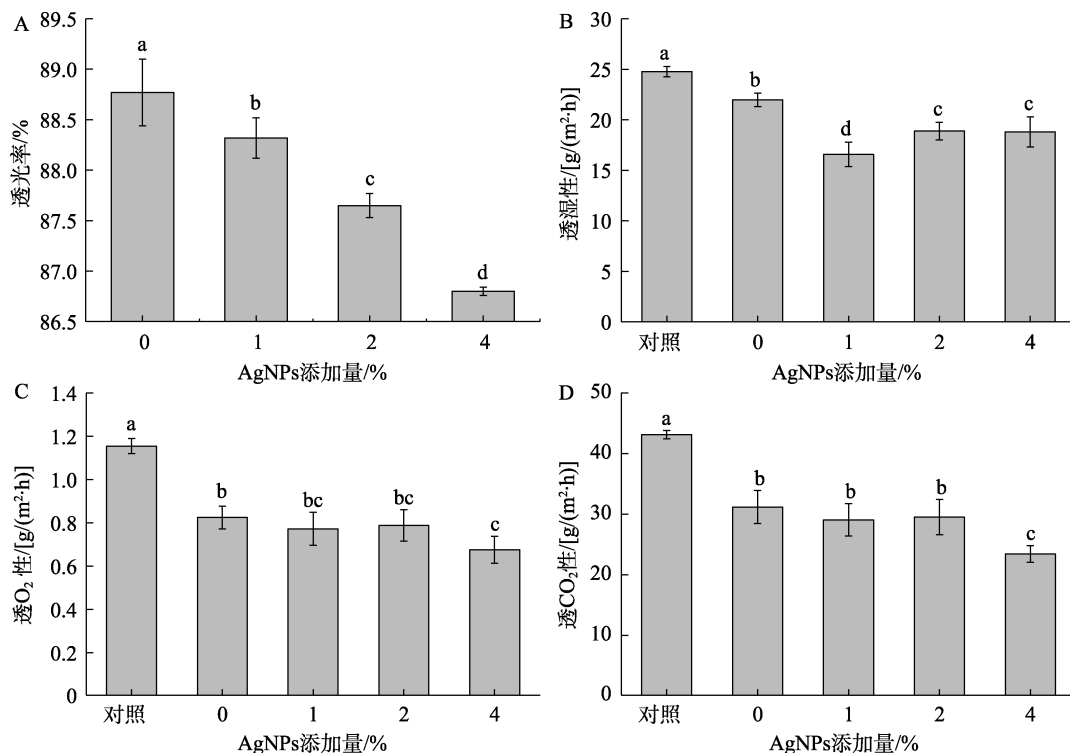 A
透光率/%
89.5
89.0
88.5
88.0
87.5
87.0
86.5
a
b
c
d
0 1 2 4
AgNPs添加量/%
B
透湿性/[g/(m²·h)]
30
25
20
15
10
5
0
a
b
d
c
c
对照 0 1 2 4
AgNPs添加量/%
C
透O₂ 性/[g/(m²·h)]
1.4
1.2
1.0
0.8
0.6
0.4
0.2
0
a
b
bc
bc
c
对照 0 1 2 4
AgNPs添加量/%
D
透CO₂性/[g/(m²·h)]
50
40
30
20
10
0
a
b
b
b
c
对照 0 1 2 4
AgNPs添加量/%